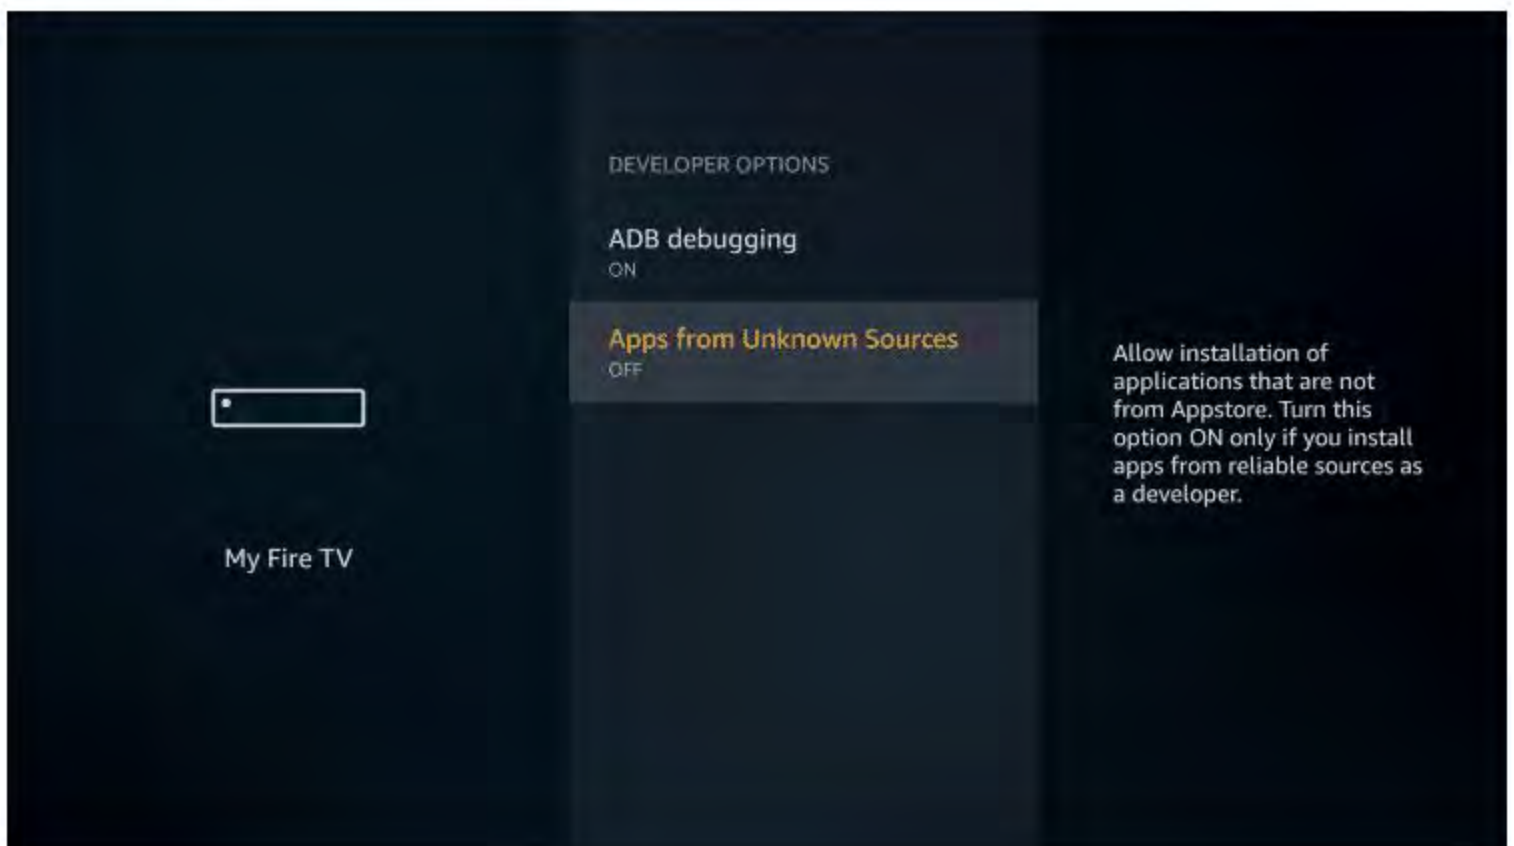 DEVELOPER OPTIONS
ADB debugging
ON
Apps from Unknown Sources
OFF
My Fire TV
Allow installation of
applications that are not
from Appstore. Turn this
option ON only if you install
apps from reliable sources as
a developer.